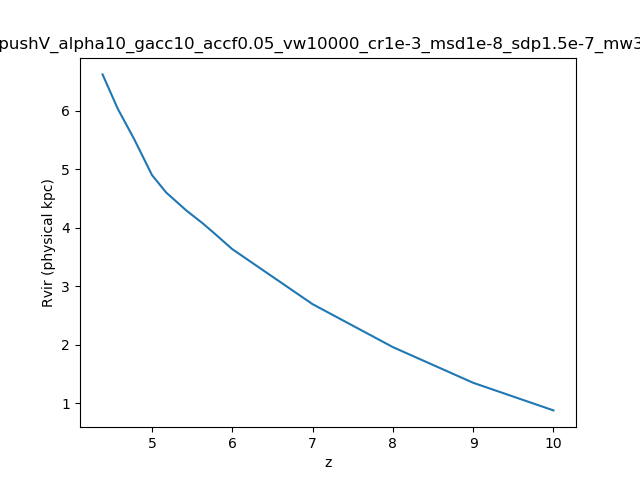 pushV_alpha10_gacc10_accf0.05_vw10000_cr1e-3_msd1e-8_sdp1.5e-7_mw3
Rvir (physical kpc)
6
5
4
3
2
1
5 6 7 8 9 10
z